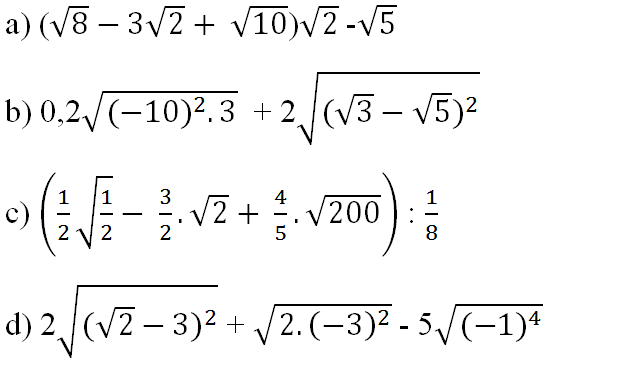 a) (√8 − 3√2 + √10)√2 -√5
b) 0,2√((−10)².3) + 2√((√3 − √5)²)
c) (1/2 √(1/2) − 3/2 . √2 + 4/5 . √200) : 1/8
d) 2√((√2 − 3)²) + √(2.(−3)²) - 5√((−1)⁴)